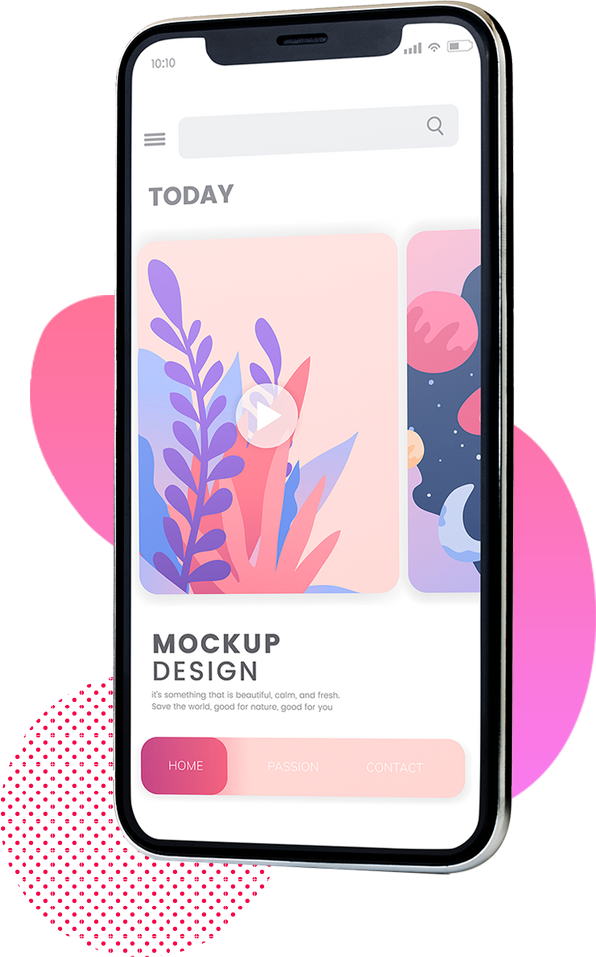 10:10
TODAY
MOCKUP
DESIGN
it's something that is beautiful, calm, and fresh.
Save the world, good for nature, good for you
HOME
PASSION
CONTACT